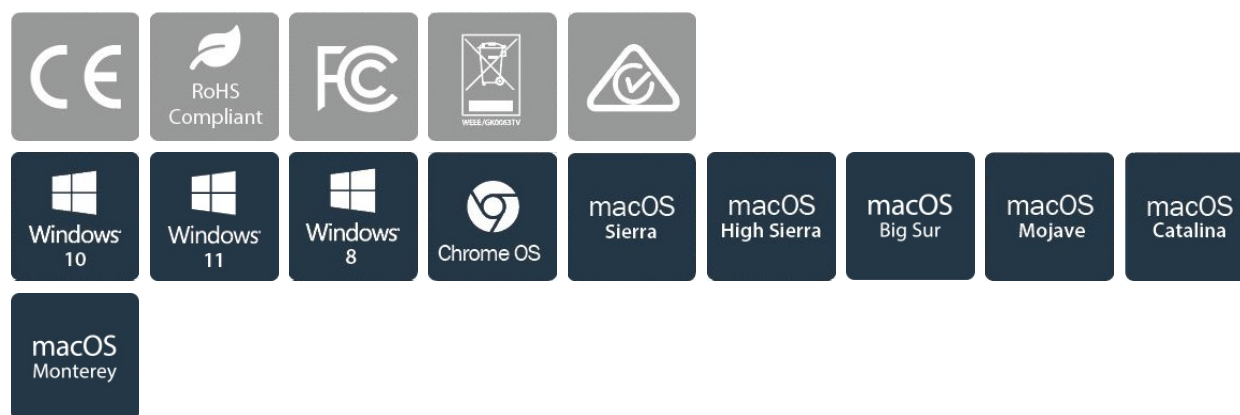 CE
RoHS
Compliant
FC
WEEE/GK0083TV
Windows
10
Windows
11
Windows
8
Chrome OS
macOS
Sierra
macOS
High Sierra
macOS
Big Sur
macOS
Mojave
macOS
Catalina
macOS
Monterey